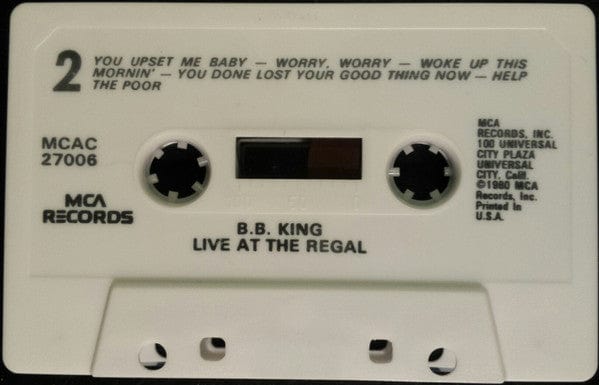 2
YOU UPSET ME BABY — WORRY, WORRY — WOKE UP THIS
MORNIN' — YOU DONE LOST YOUR GOOD THING NOW — HELP
THE POOR
MCAC
27006
MCA
RECORDS
MCA
RECORDS, INC.
100 UNIVERSAL
CITY PLAZA
UNIVERSAL
CITY, Calif.
©1980 MCA
Records, Inc.
Printed in
U.S.A.
B.B. KING
LIVE AT THE REGAL